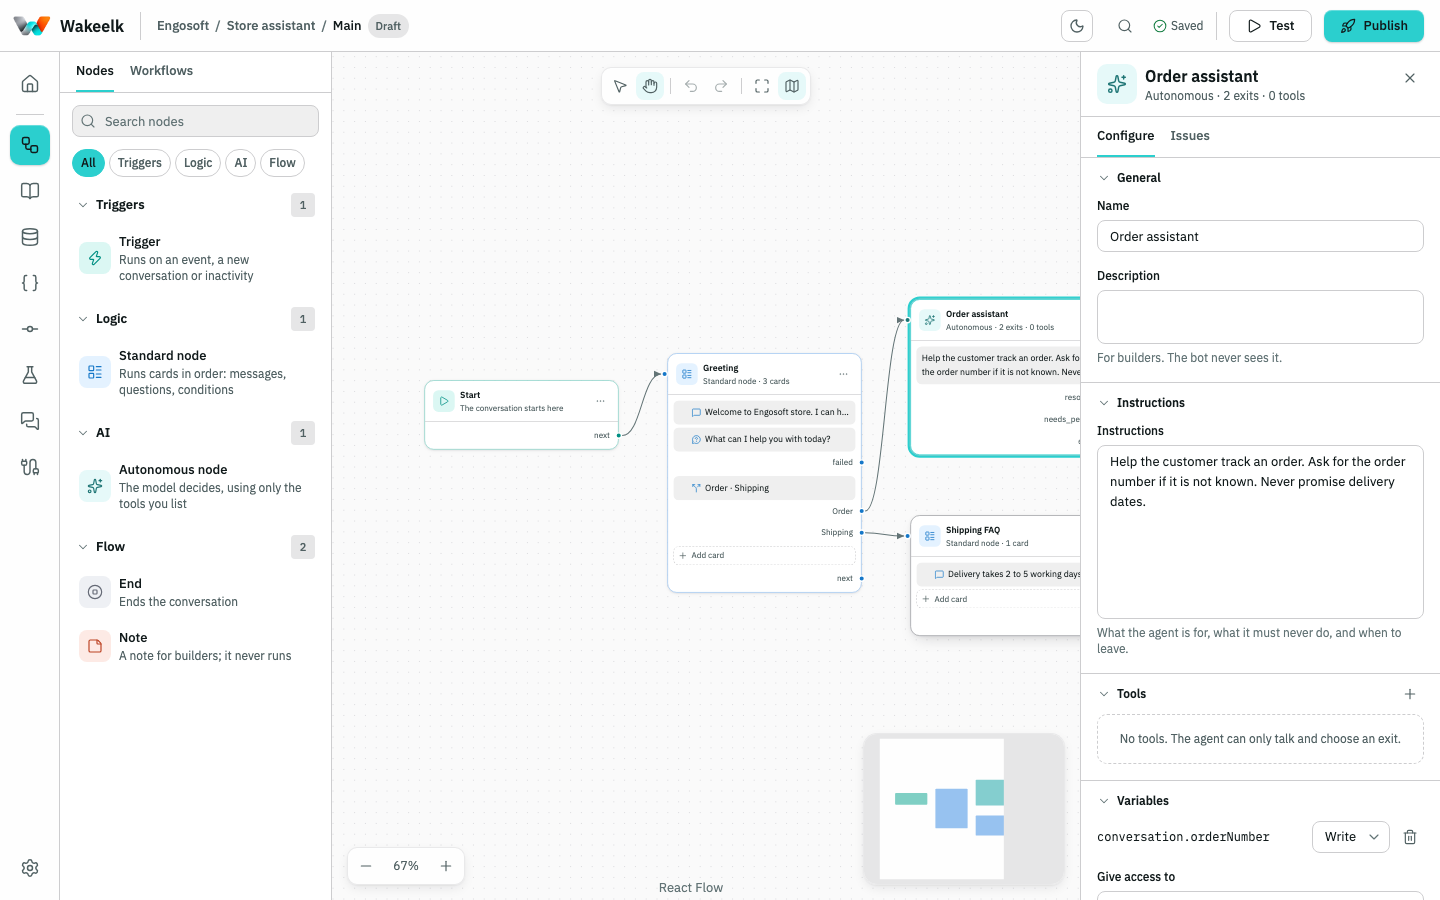 Wakeelk
Engosoft / Store assistant / Main Draft
Saved
Test
Publish
Nodes Workflows
Search nodes
All Triggers Logic AI Flow
Triggers 1
Trigger
Runs on an event, a new
conversation or inactivity
Logic 1
Standard node
Runs cards in order: messages,
questions, conditions
AI 1
Autonomous node
The model decides, using only the
tools you list
Flow 2
End
Ends the conversation
Note
A note for builders; it never runs
Start
The conversation starts here
next
Greeting
Standard node · 3 cards
Welcome to Engosoft store. I can h...
What can I help you with today?
failed
Order · Shipping
Order
Shipping
+ Add card
next
Order assistant
Autonomous · 2 exits · 0 tools
Help the customer track an order. Ask fo
the order number if it is not known. Neve
reso
needs_pe
Shipping FAQ
Standard node · 1 card
Delivery takes 2 to 5 working days
+ Add card
67%
React Flow
Order assistant
Autonomous · 2 exits · 0 tools
Configure Issues
General
Name
Order assistant
Description
For builders. The bot never sees it.
Instructions
Instructions
Help the customer track an order. Ask for the order
number if it is not known. Never promise delivery
dates.
What the agent is for, what it must never do, and when to
leave.
Tools
No tools. The agent can only talk and choose an exit.
Variables
conversation.orderNumber Write
Give access to